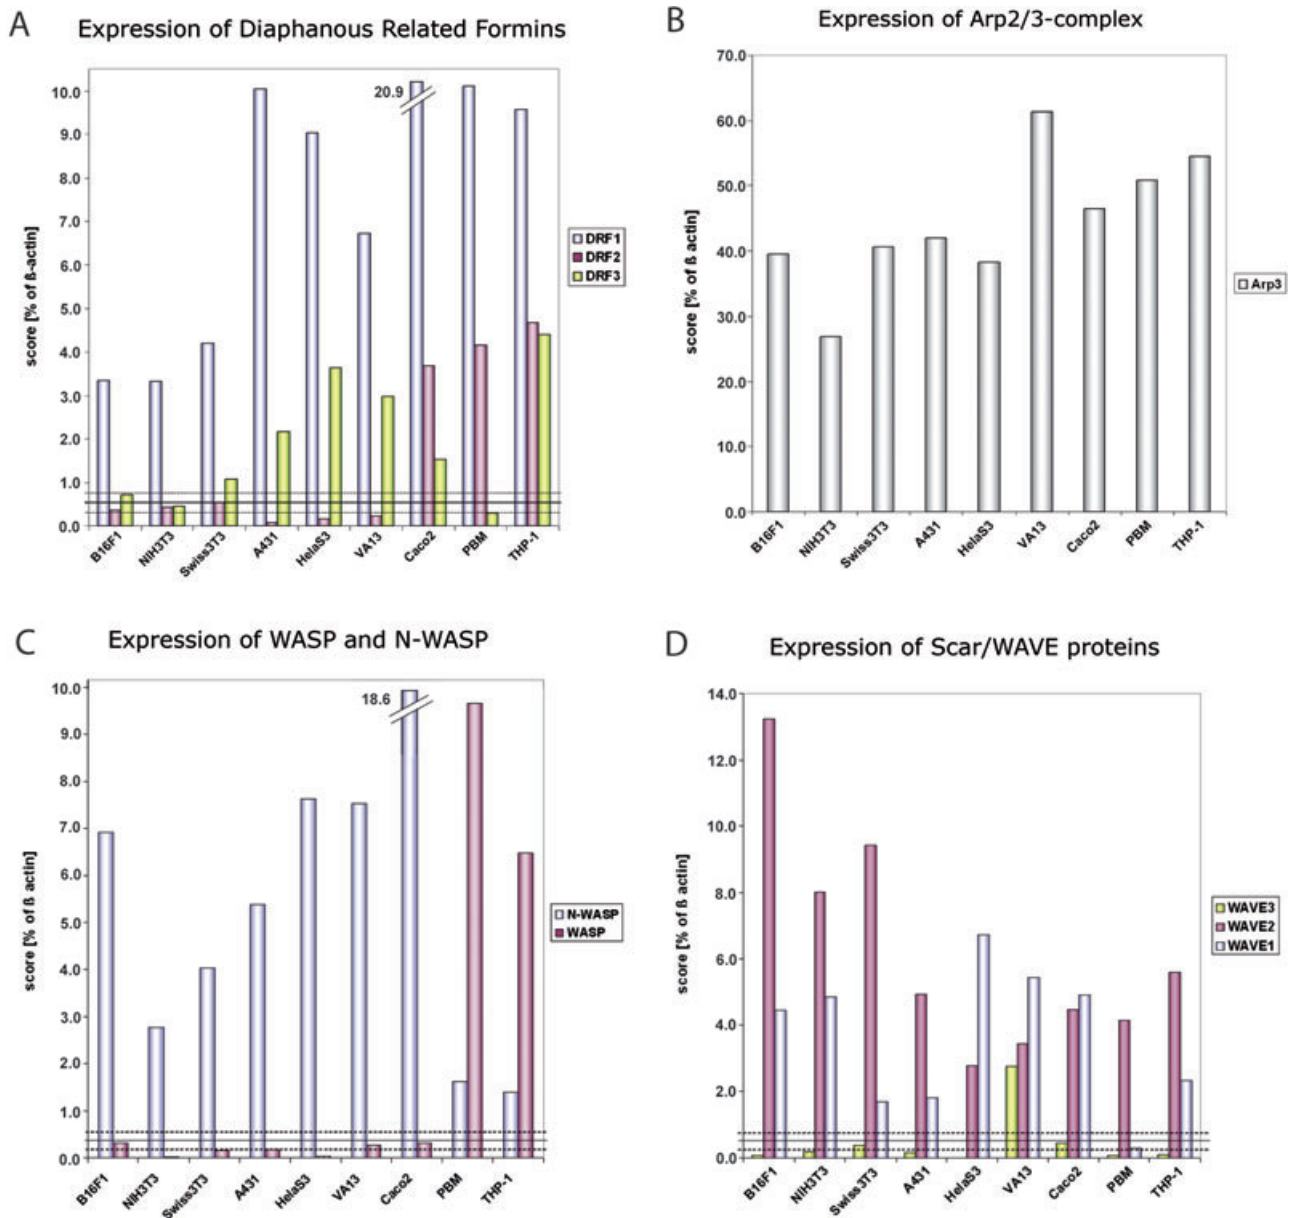 A
Expression of Diaphanous Related Formins
score [% of ß-actin]
10.0
9.0
8.0
7.0
6.0
5.0
4.0
3.0
2.0
1.0
0.0
20.9
B16F1
NIH3T3
Swiss3T3
A431
HelaS3
VA13
Caco2
PBM
THP-1
DRF1
DRF2
DRF3
B
Expression of Arp2/3-complex
score [% of ß actin]
70.0
60.0
50.0
40.0
30.0
20.0
10.0
0.0
B16F1
NIH3T3
Swiss3T3
A431
HelaS3
VA13
Caco2
PBM
THP-1
Arp3
C
Expression of WASP and N-WASP
score [% of ß actin]
10.0
9.0
8.0
7.0
6.0
5.0
4.0
3.0
2.0
1.0
0.0
18.6
B16F1
NIH3T3
Swiss3T3
A431
HelaS3
VA13
Caco2
PBM
THP-1
N-WASP
WASP
D
Expression of Scar/WAVE proteins
score [% of ß actin]
14.0
12.0
10.0
8.0
6.0
4.0
2.0
0.0
B16F1
NIH3T3
Swiss3T3
A431
HelaS3
VA13
Caco2
PBM
THP-1
WAVE3
WAVE2
WAVE1